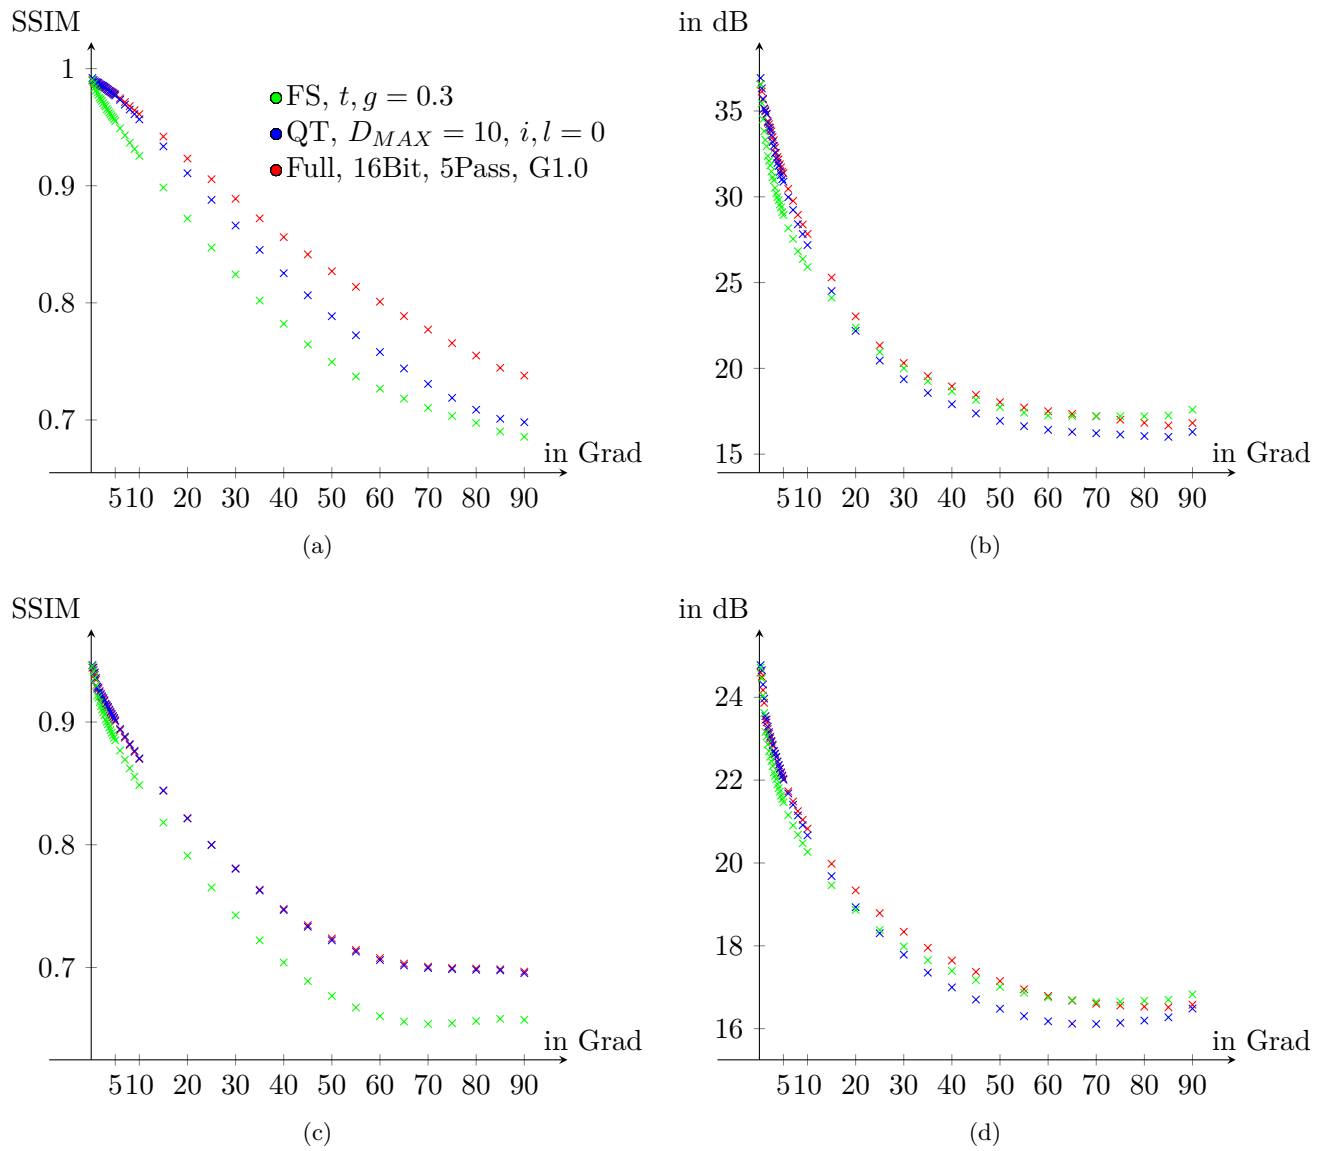 SSIM
1
0.9
0.8
0.7
FS, t, g = 0.3
QT, D_MAX = 10, i, l = 0
Full, 16Bit, 5Pass, G1.0
in Grad
5 10 20 30 40 50 60 70 80 90
(a)
in dB
35
30
25
20
15
in Grad
5 10 20 30 40 50 60 70 80 90
(b)
SSIM
0.9
0.8
0.7
in Grad
5 10 20 30 40 50 60 70 80 90
(c)
in dB
24
22
20
18
16
in Grad
5 10 20 30 40 50 60 70 80 90
(d)